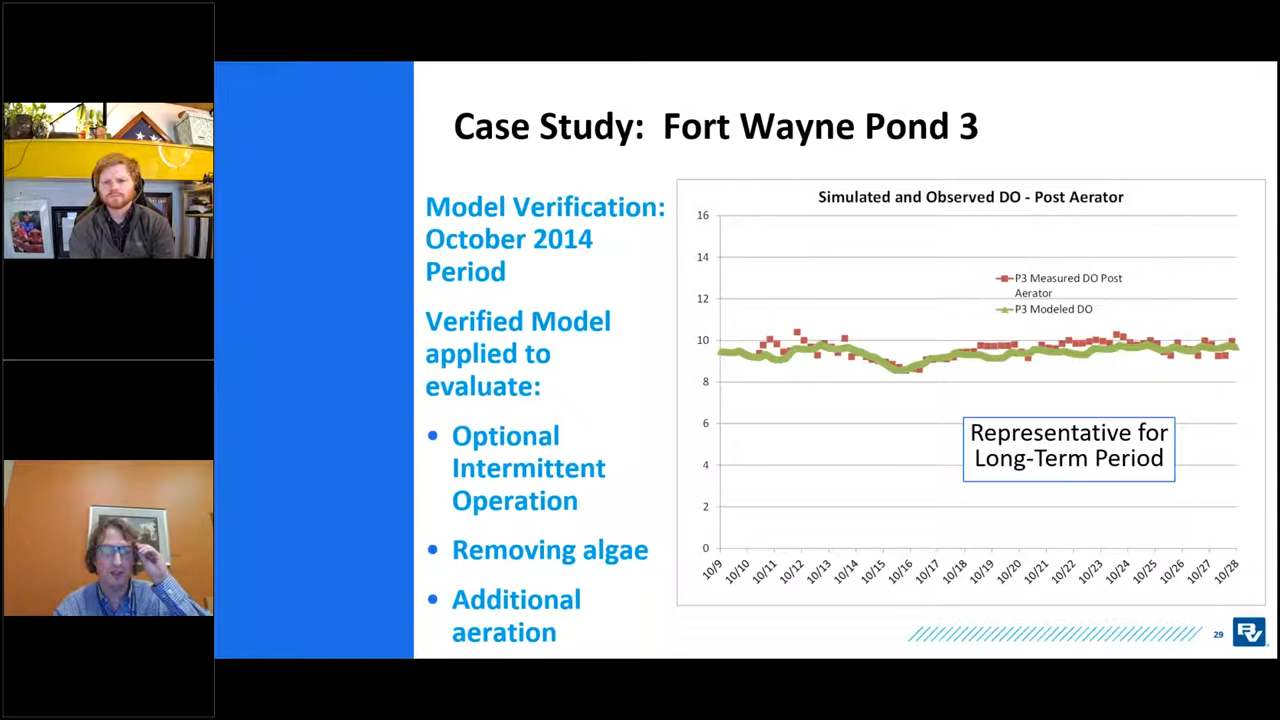 Case Study: Fort Wayne Pond 3
Model Verification:
October 2014
Period
Verified Model
applied to
evaluate:
• Optional
Intermittent
Operation
• Removing algae
• Additional
aeration
Simulated and Observed DO - Post Aerator
16
14
12
10
8
6
4
2
0
P3 Measured DO Post
Aerator
P3 Modeled DO
Representative for
Long-Term Period
10/9
10/10
10/11
10/12
10/13
10/14
10/15
10/16
10/17
10/18
10/19
10/20
10/21
10/22
10/23
10/24
10/25
10/26
10/27
10/28
29
BV